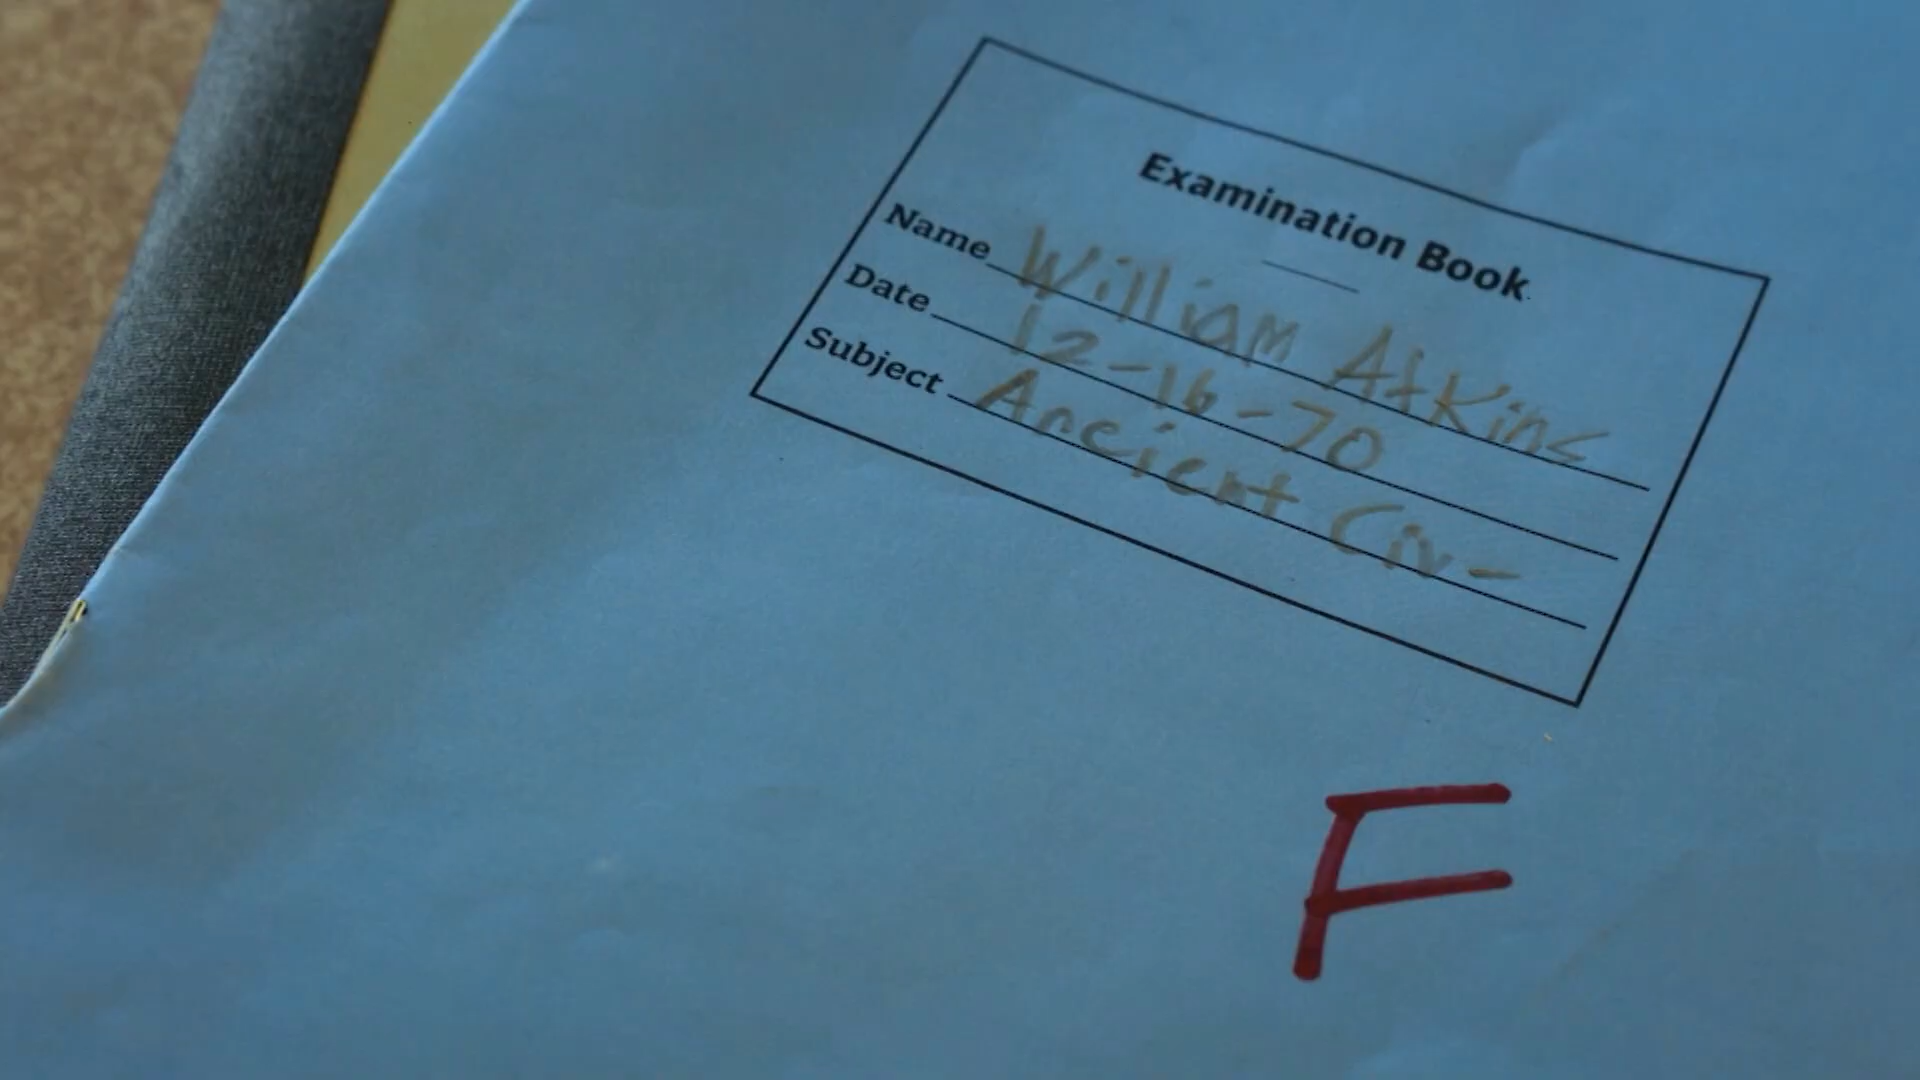 Examination Book
Name William Atkins
Date 12-16-70
Subject Ancient Civ-
F